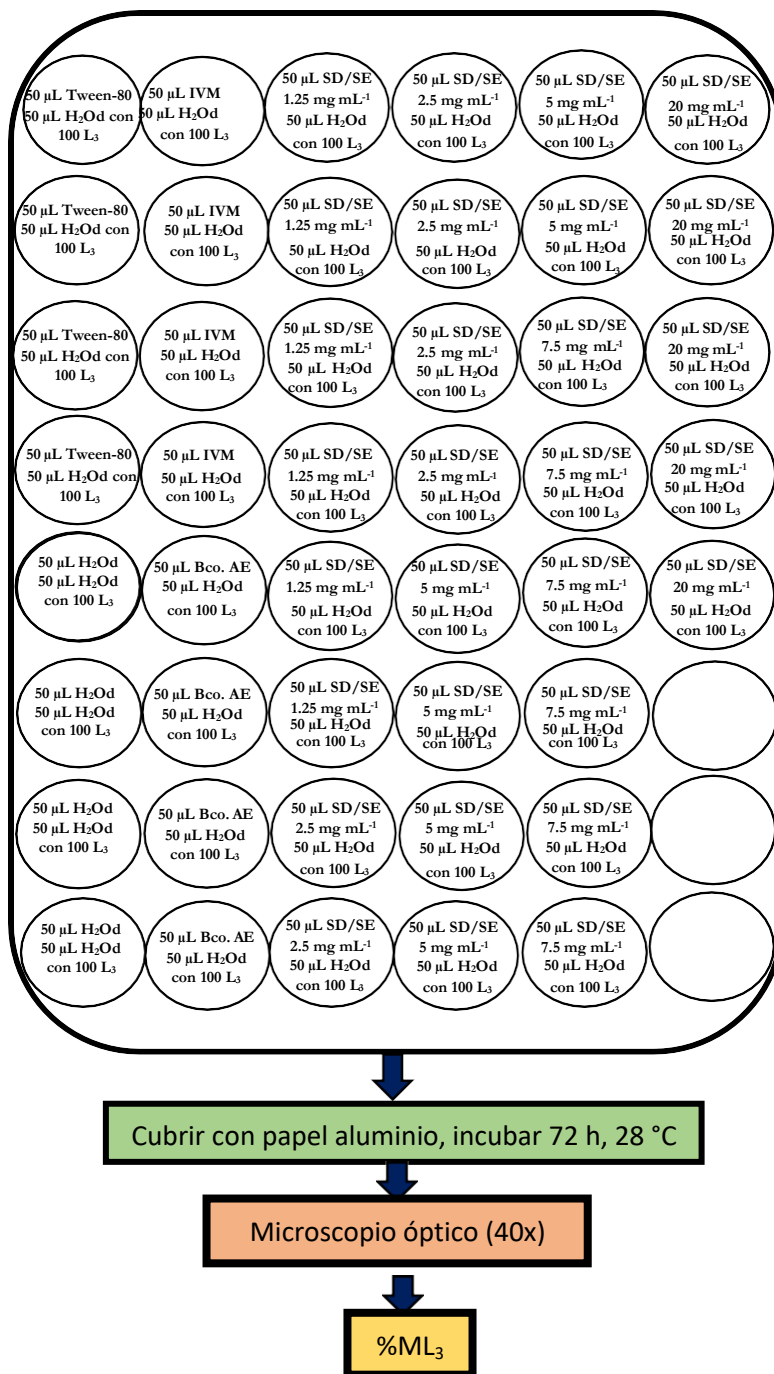 50 µL Tween-80
50 µL H₂Od con
100 L₃
50 µL IVM
50 µL H₂Od
con 100 L₃
50 µL SD/SE
1.25 mg mL⁻¹
50 µL H₂Od
con 100 L₃
50 µL SD/SE
2.5 mg mL⁻¹
50 µL H₂Od
con 100 L₃
50 µL SD/SE
5 mg mL⁻¹
50 µL H₂Od
con 100 L₃
50 µL SD/SE
20 mg mL⁻¹
50 µL H₂Od
con 100 L₃
50 µL Tween-80
50 µL H₂Od con
100 L₃
50 µL IVM
50 µL H₂Od
con 100 L₃
50 µL SD/SE
1.25 mg mL⁻¹
50 µL H₂Od
con 100 L₃
50 µL SD/SE
2.5 mg mL⁻¹
50 µL H₂Od
con 100 L₃
50 µL SD/SE
5 mg mL⁻¹
50 µL H₂Od
con 100 L₃
50 µL SD/SE
20 mg mL⁻¹
50 µL H₂Od
con 100 L₃
50 µL Tween-80
50 µL H₂Od con
100 L₃
50 µL IVM
50 µL H₂Od
con 100 L₃
50 µL SD/SE
1.25 mg mL⁻¹
50 µL H₂Od
con 100 L₃
50 µL SD/SE
2.5 mg mL⁻¹
50 µL H₂Od
con 100 L₃
50 µL SD/SE
7.5 mg mL⁻¹
50 µL H₂Od
con 100 L₃
50 µL SD/SE
20 mg mL⁻¹
50 µL H₂Od
con 100 L₃
50 µL Tween-80
50 µL H₂Od con
100 L₃
50 µL IVM
50 µL H₂Od
con 100 L₃
50 µL SD/SE
1.25 mg mL⁻¹
50 µL H₂Od
con 100 L₃
50 µL SD/SE
2.5 mg mL⁻¹
50 µL H₂Od
con 100 L₃
50 µL SD/SE
7.5 mg mL⁻¹
50 µL H₂Od
con 100 L₃
50 µL SD/SE
20 mg mL⁻¹
50 µL H₂Od
con 100 L₃
50 µL H₂Od
50 µL H₂Od
con 100 L₃
50 µL Bco. AE
50 µL H₂Od
con 100 L₃
50 µL SD/SE
1.25 mg mL⁻¹
50 µL H₂Od
con 100 L₃
50 µL SD/SE
5 mg mL⁻¹
50 µL H₂Od
con 100 L₃
50 µL SD/SE
7.5 mg mL⁻¹
50 µL H₂Od
con 100 L₃
50 µL SD/SE
20 mg mL⁻¹
50 µL H₂Od
con 100 L₃
50 µL H₂Od
50 µL H₂Od
con 100 L₃
50 µL Bco. AE
50 µL H₂Od
con 100 L₃
50 µL SD/SE
1.25 mg mL⁻¹
50 µL H₂Od
con 100 L₃
50 µL SD/SE
5 mg mL⁻¹
50 µL H₂Od
con 100 L₃
50 µL SD/SE
7.5 mg mL⁻¹
50 µL H₂Od
con 100 L₃
50 µL H₂Od
50 µL H₂Od
con 100 L₃
50 µL Bco. AE
50 µL H₂Od
con 100 L₃
50 µL SD/SE
2.5 mg mL⁻¹
50 µL H₂Od
con 100 L₃
50 µL SD/SE
5 mg mL⁻¹
50 µL H₂Od
con 100 L₃
50 µL SD/SE
7.5 mg mL⁻¹
50 µL H₂Od
con 100 L₃
50 µL H₂Od
50 µL H₂Od
con 100 L₃
50 µL Bco. AE
50 µL H₂Od
con 100 L₃
50 µL SD/SE
2.5 mg mL⁻¹
50 µL H₂Od
con 100 L₃
50 µL SD/SE
5 mg mL⁻¹
50 µL H₂Od
con 100 L₃
50 µL SD/SE
7.5 mg mL⁻¹
50 µL H₂Od
con 100 L₃
Cubrir con papel aluminio, incubar 72 h, 28 °C
Microscopio óptico (40x)
%ML₃